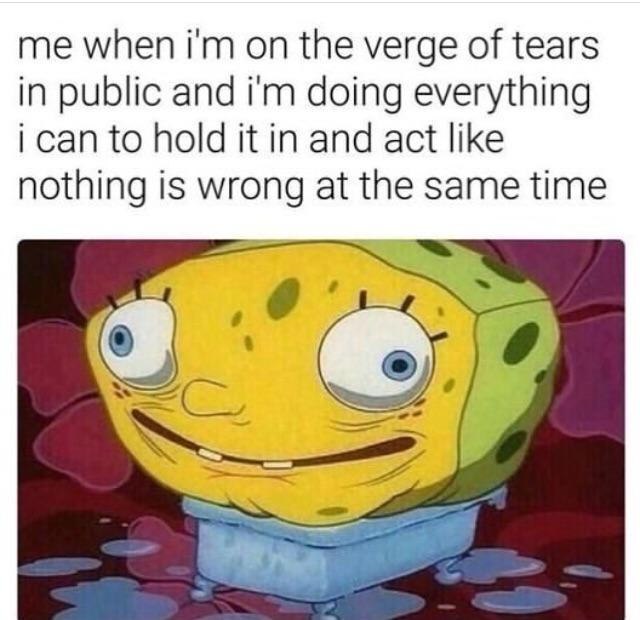 me when i'm on the verge of tears
in public and i'm doing everything
i can to hold it in and act like
nothing is wrong at the same time